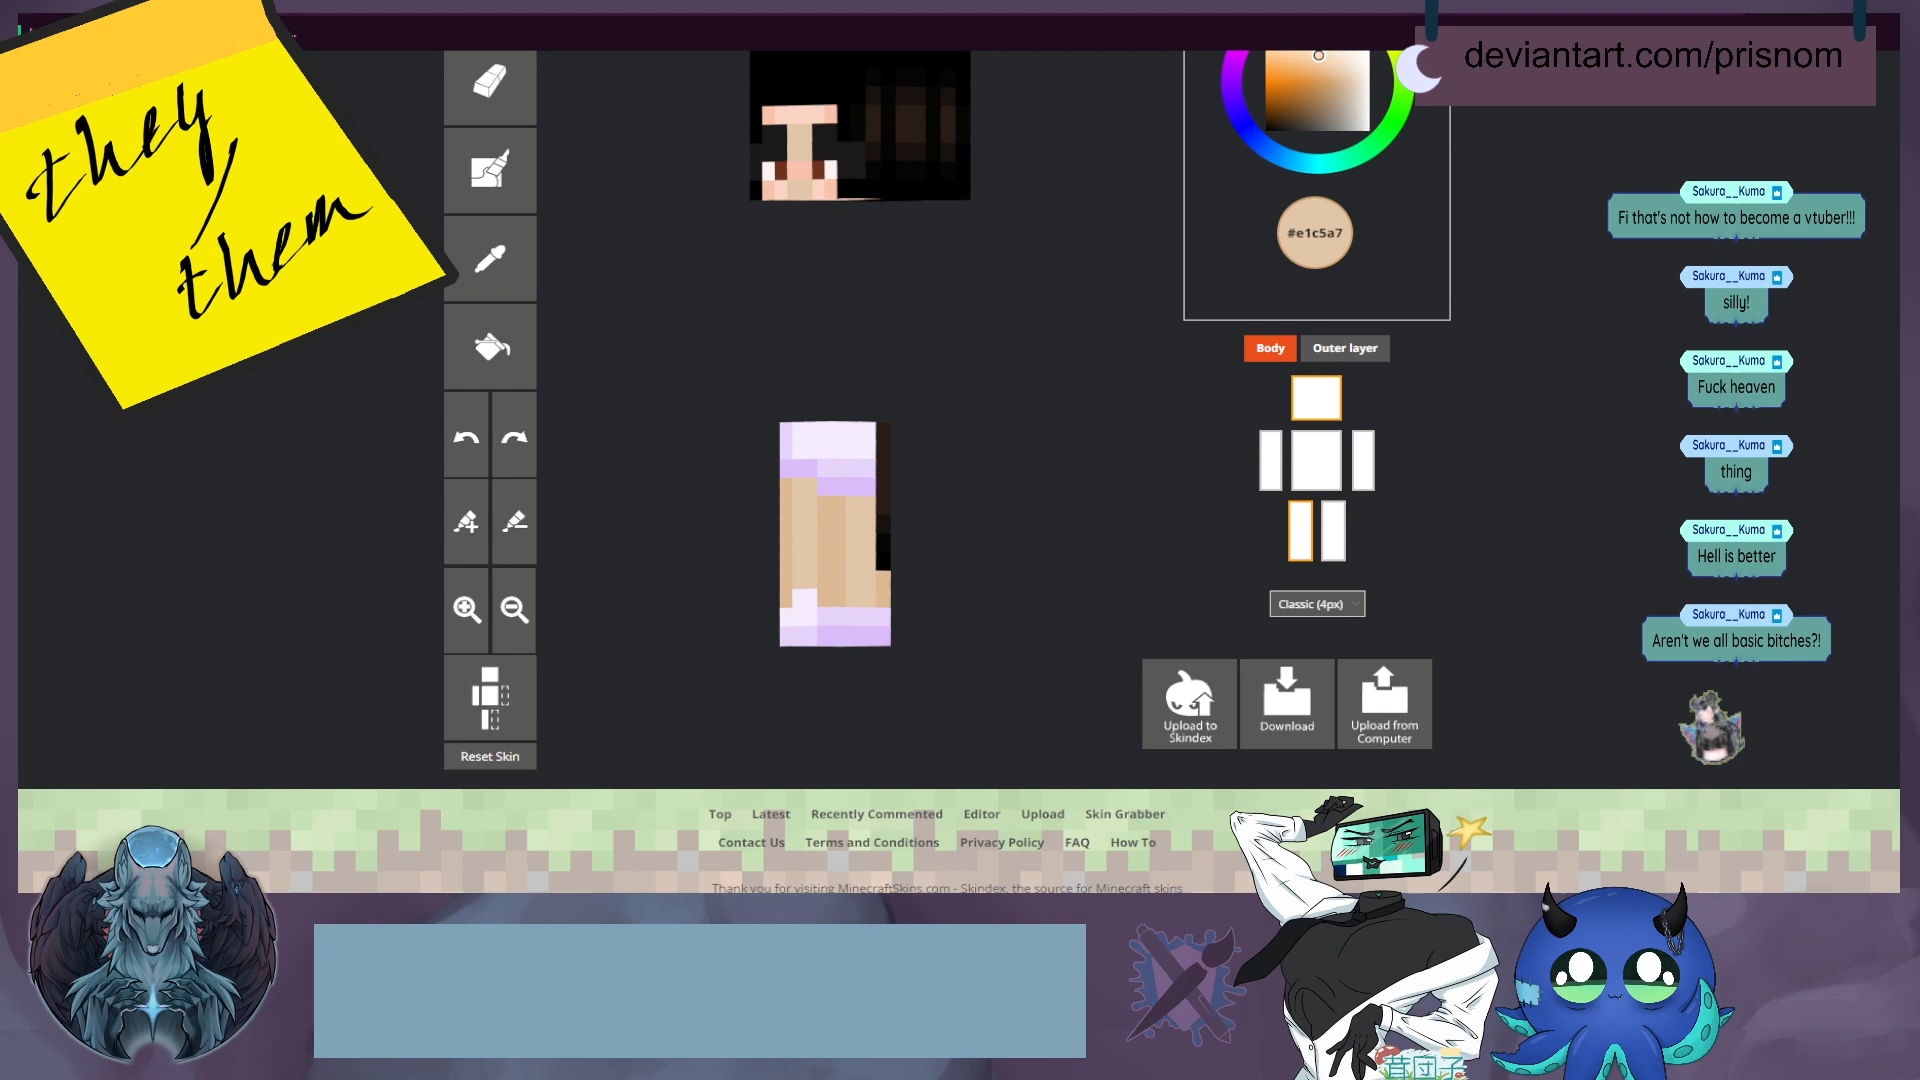 they
/
them
deviantart.com/prisnom
#e1c5a7
Body
Outer layer
Classic (4px)
Upload to
Skindex
Download
Upload from
Computer
Reset Skin
Sakura__Kuma
Fi that's not how to become a vtuber!!!
Sakura__Kuma
silly!
Sakura__Kuma
Fuck heaven
Sakura__Kuma
thing
Sakura__Kuma
Hell is better
Sakura__Kuma
Aren't we all basic bitches?!
Top Latest Recently Commented Editor Upload Skin Grabber
Contact Us Terms and Conditions Privacy Policy FAQ How To
Thank you for visiting MinecraftSkins.com - Skindex, the source for Minecraft skins